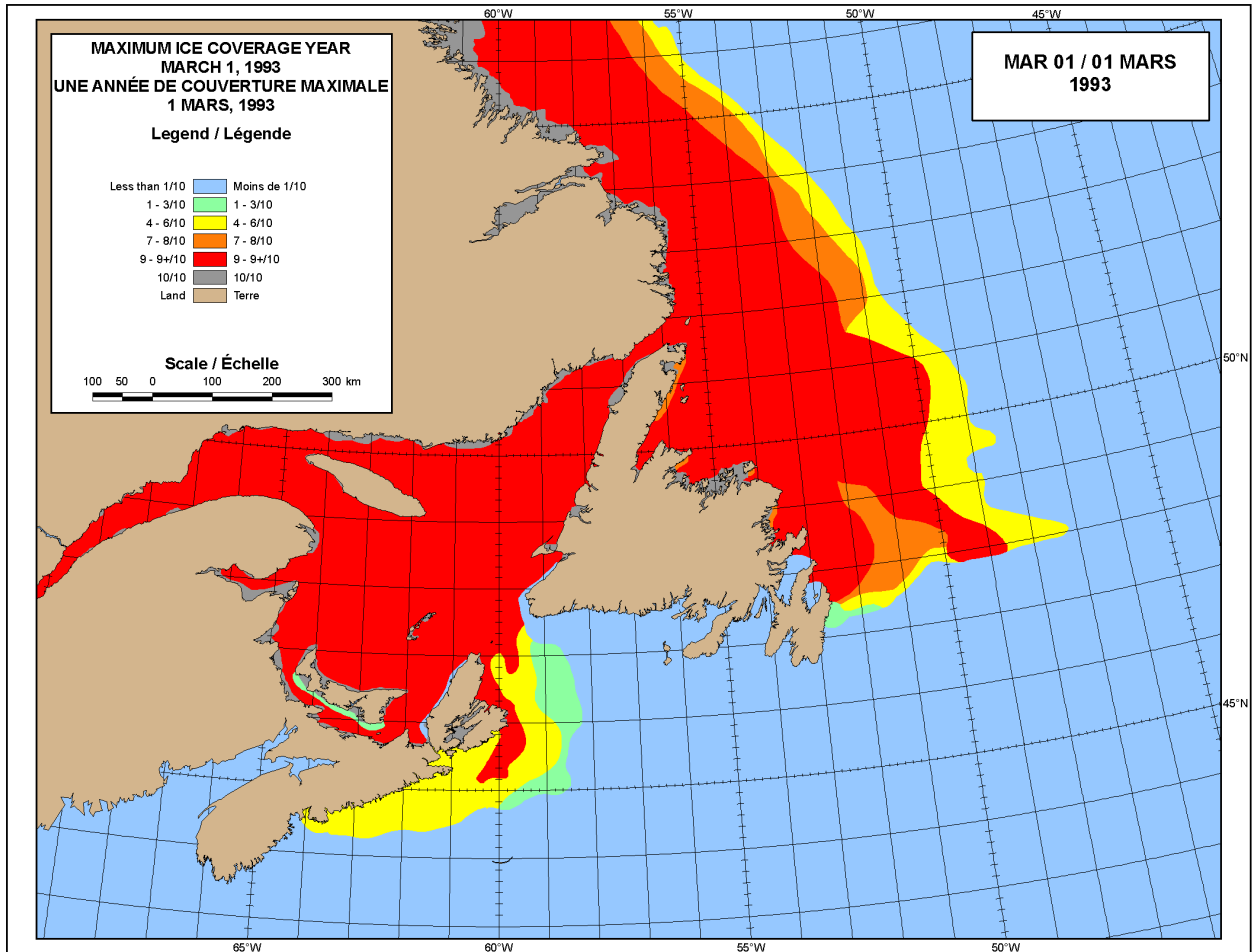 60°W 55°W 50°W 45°W
MAXIMUM ICE COVERAGE YEAR
MARCH 1, 1993
UNE ANNÉE DE COUVERTURE MAXIMALE
1 MARS, 1993
Legend / Légende
Less than 1/10 Moins de 1/10
1 - 3/10 1 - 3/10
4 - 6/10 4 - 6/10
7 - 8/10 7 - 8/10
9 - 9+/10 9 - 9+/10
10/10 10/10
Land Terre
Scale / Échelle
100 50 0 100 200 300 km
MAR 01 / 01 MARS
1993
50°N
45°N
65°W 60°W 55°W 50°W